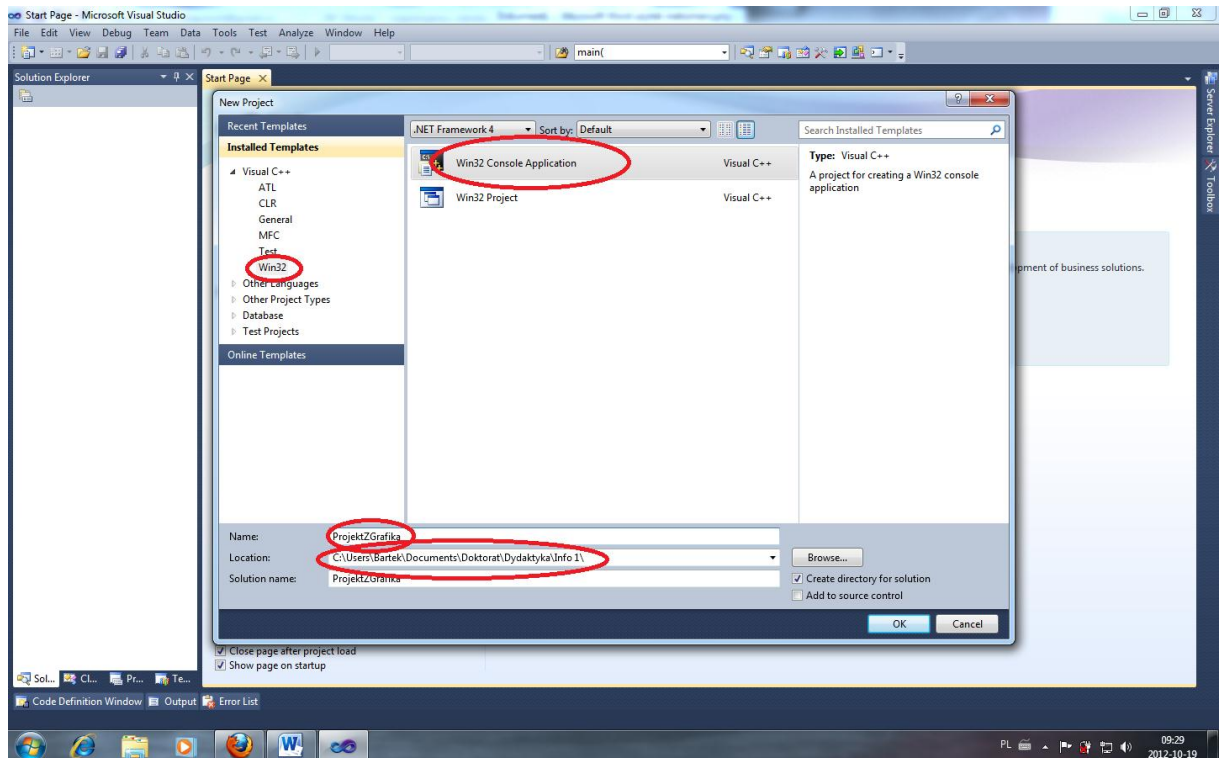 Start Page - Microsoft Visual Studio
File Edit View Debug Team Data Tools Test Analyze Window Help
main(
Solution Explorer
Start Page
New Project
Recent Templates
Installed Templates
Visual C++
ATL
CLR
General
MFC
Test
Win32
Other Languages
Other Project Types
Database
Test Projects
Online Templates
.NET Framework 4 Sort by: Default
Win32 Console Application Visual C++
Win32 Project Visual C++
Search Installed Templates
Type: Visual C++
A project for creating a Win32 console
application
Name: ProjektZGrafika
Location: C:\Users\Bartek\Documents\Doktorat\Dydaktyka\Info 1\
Solution name: ProjektZGrafika
Browse...
Create directory for solution
Add to source control
OK Cancel
pment of business solutions.
Server Explorer
Toolbox
Close page after project load
Show page on startup
Sol... Cl... Pr... Te...
Code Definition Window Output Error List
PL 09:29
2012-10-19